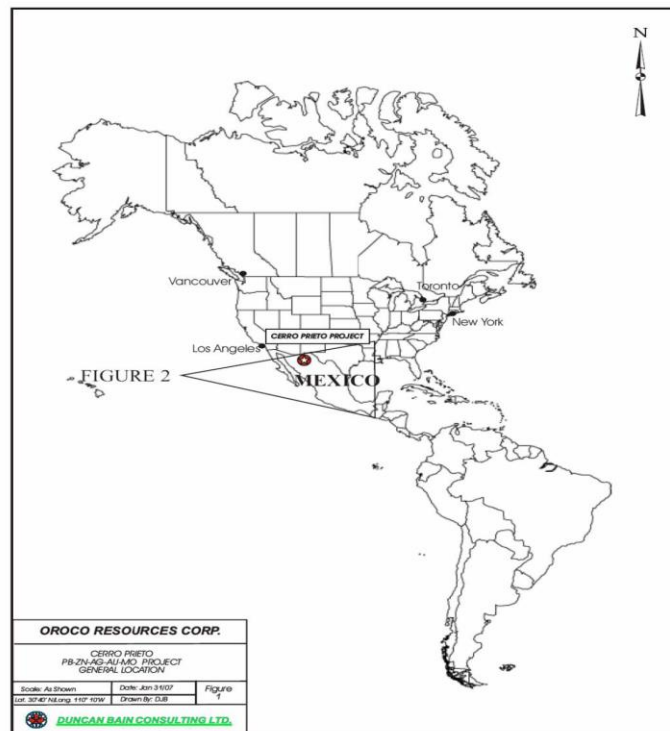 N
Vancouver
Toronto
New York
CERRO PRIETO PROJECT
Los Angeles
FIGURE 2
MEXICO
OROCO RESOURCES CORP.
CERRO PRIETO
PB-ZN-AG-AU-MO PROJECT
GENERAL LOCATION
Scale: As Shown
Date: Jan 31/07
Figure
1
Lat. 30°40' N/Long. 110° 10'W
Drawn By: DJB
DUNCAN BAIN CONSULTING LTD.